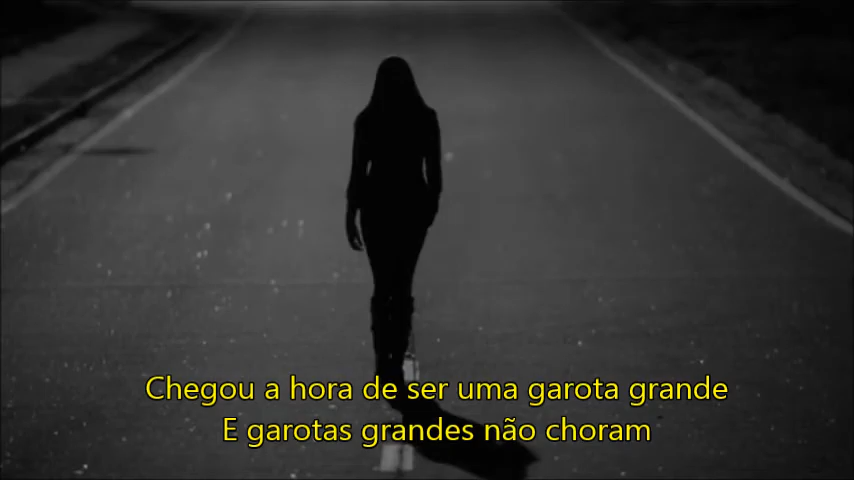 Chegou a hora de ser uma garota grande
E garotas grandes não choram